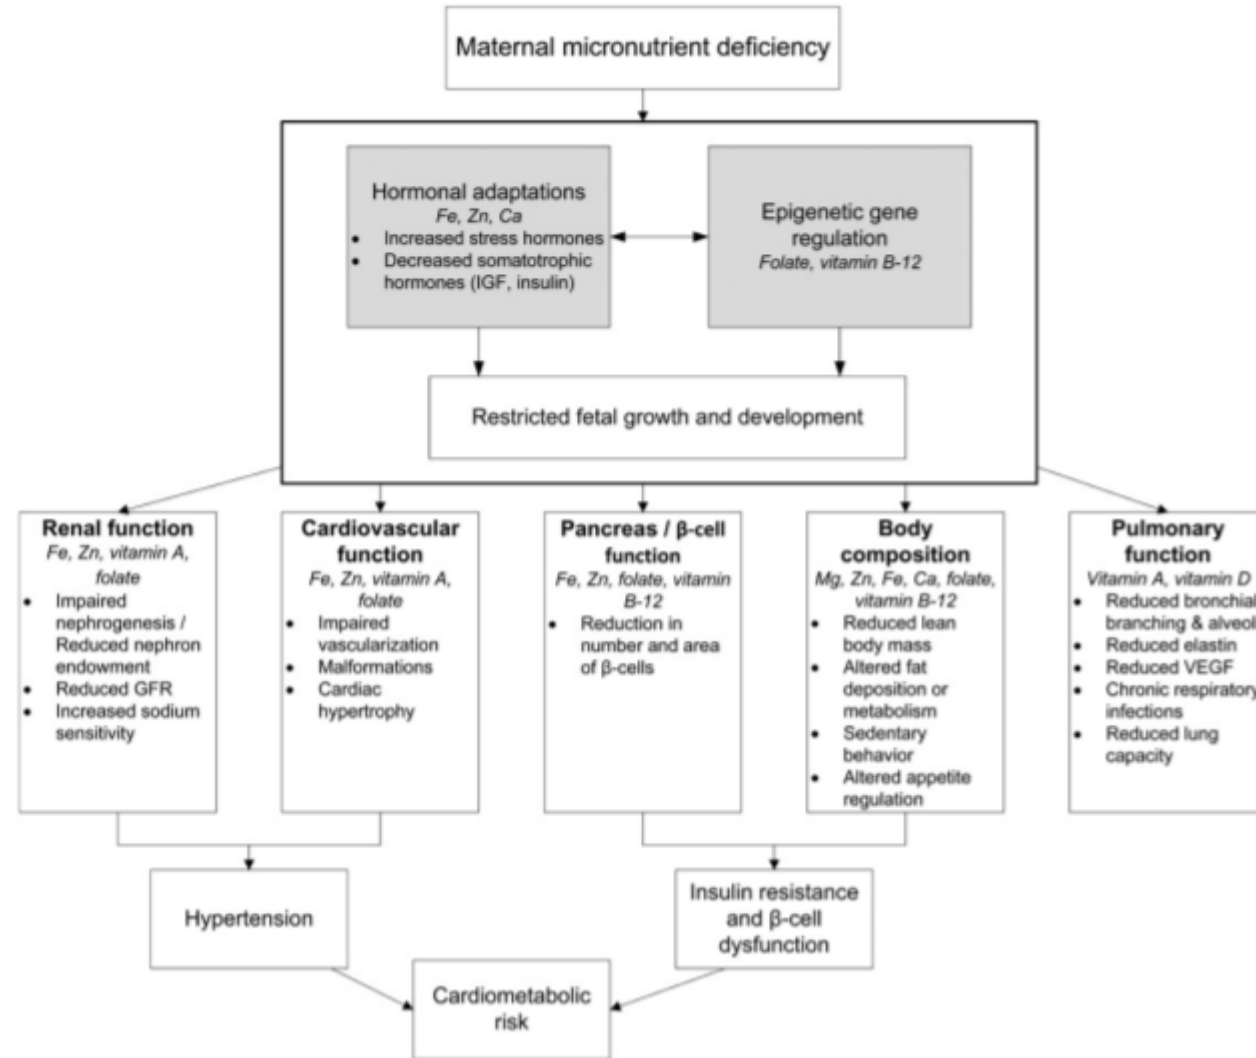 Maternal micronutrient deficiency
Hormonal adaptations
Fe, Zn, Ca
• Increased stress hormones
• Decreased somatotrophic
hormones (IGF, insulin)
Epigenetic gene
regulation
Folate, vitamin B-12
Restricted fetal growth and development
Renal function
Fe, Zn, vitamin A,
folate
• Impaired
nephrogenesis /
Reduced nephron
endowment
• Reduced GFR
• Increased sodium
sensitivity
Cardiovascular
function
Fe, Zn, vitamin A,
folate
• Impaired
vascularization
• Malformations
• Cardiac
hypertrophy
Pancreas / β-cell
function
Fe, Zn, folate, vitamin
B-12
• Reduction in
number and area
of β-cells
Body
composition
Mg, Zn, Fe, Ca, folate,
vitamin B-12
• Reduced lean
body mass
• Altered fat
deposition or
metabolism
• Sedentary
behavior
• Altered appetite
regulation
Pulmonary
function
Vitamin A, vitamin D
• Reduced bronchial
branching & alveoli
• Reduced elastin
• Reduced VEGF
• Chronic respiratory
infections
• Reduced lung
capacity
Hypertension
Insulin resistance
and β-cell
dysfunction
Cardiometabolic
risk